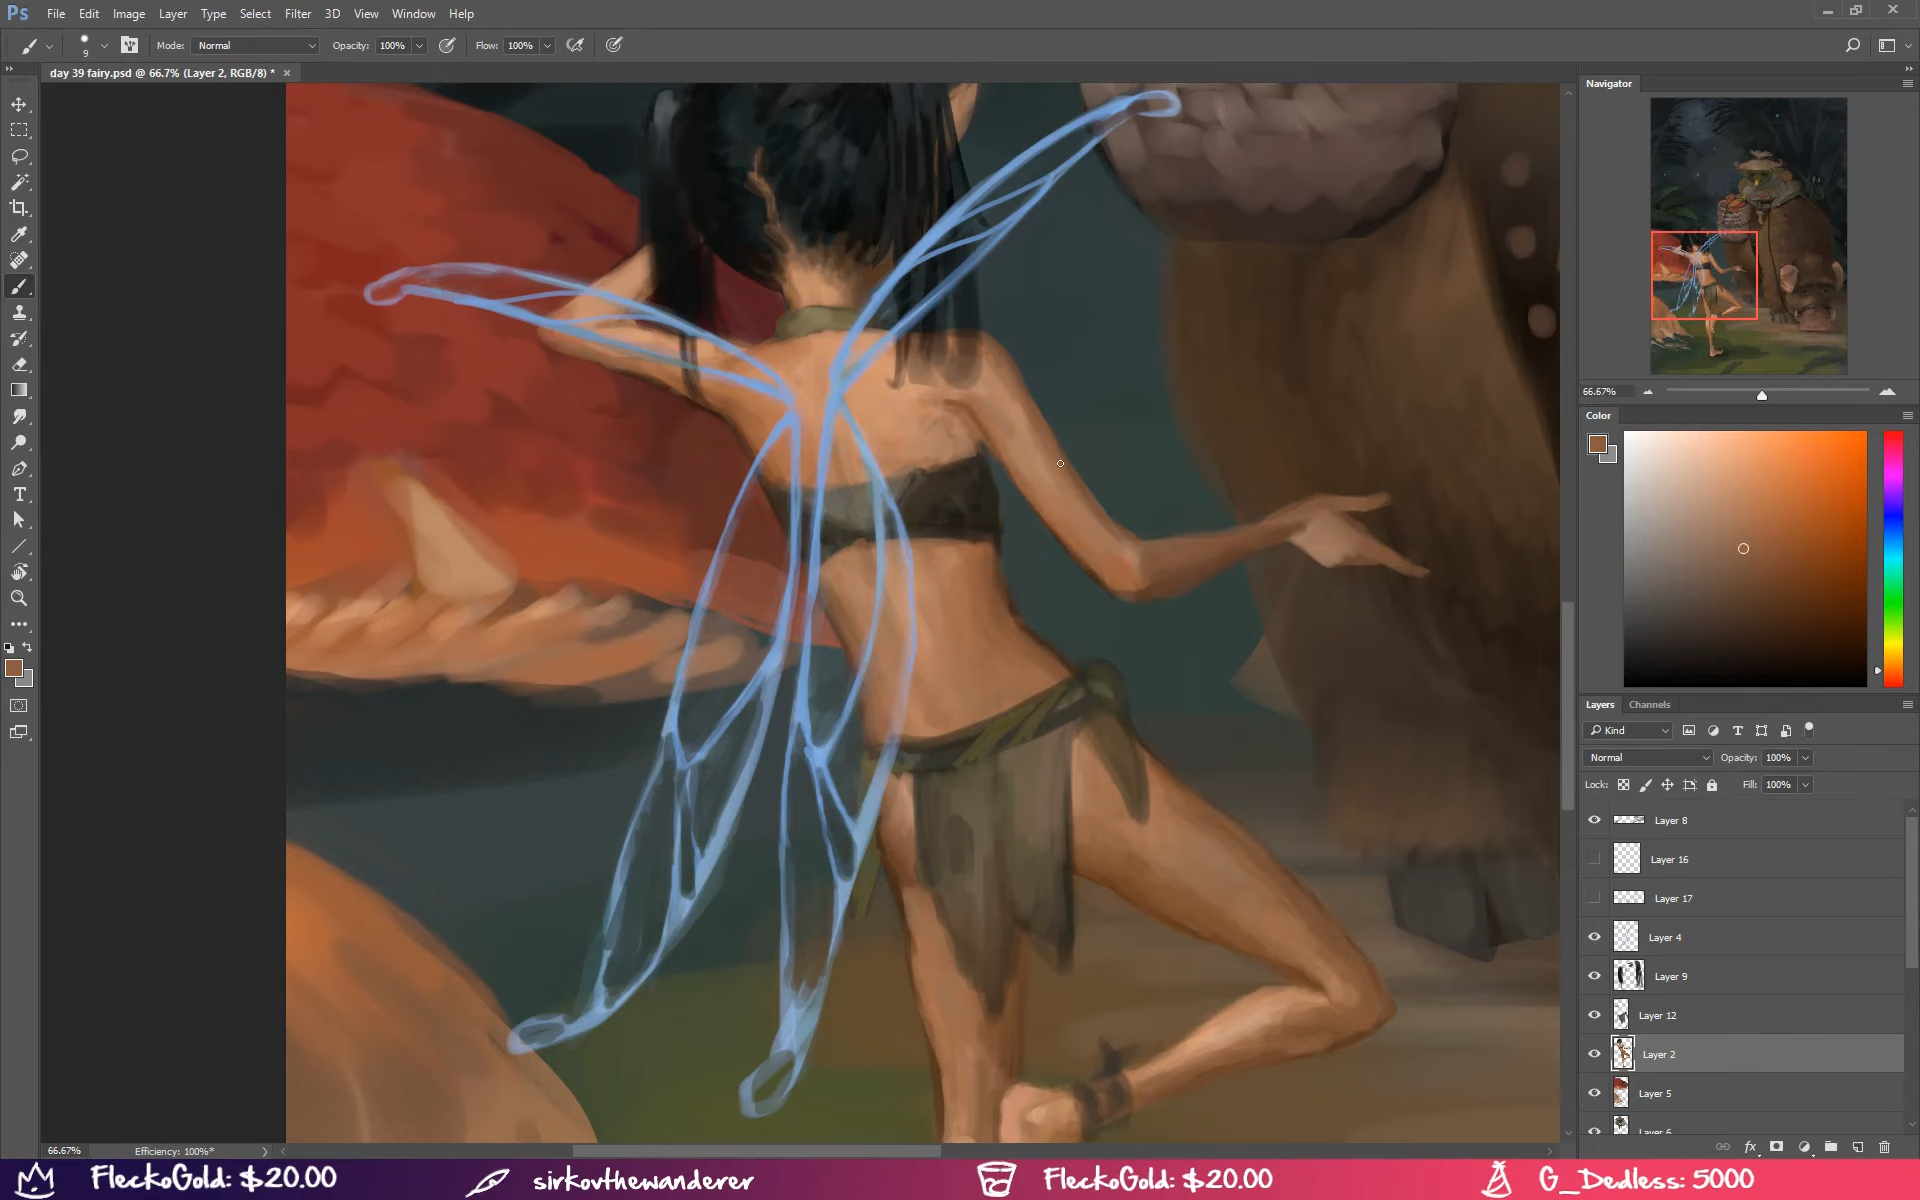 Ps File Edit Image Layer Type Select Filter 3D View Window Help
9 Mode: Normal Opacity: 100% Flow: 100%
day 39 fairy.psd @ 66.7% (Layer 2, RGB/8) *
Navigator
66.67%
Color
Layers Channels
Kind
Normal Opacity: 100%
Lock: Fill: 100%
Layer 8
Layer 16
Layer 17
Layer 4
Layer 9
Layer 12
Layer 2
Layer 5
Layer 6
66.67% Efficiency: 100%*
FleckoGold: $20.00 sirkovthewanderer FleckoGold: $20.00 G_Dedless: 5000